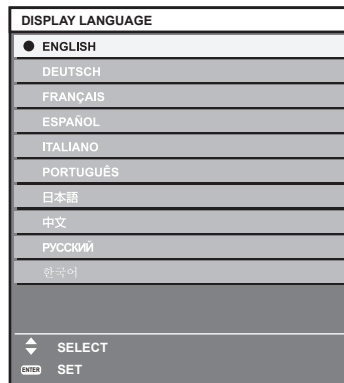 DISPLAY LANGUAGE
ENGLISH
DEUTSCH
FRANÇAIS
ESPAÑOL
ITALIANO
PORTUGUÊS
日本語
中文
РУССКИЙ
한국어
SELECT
ENTER SET